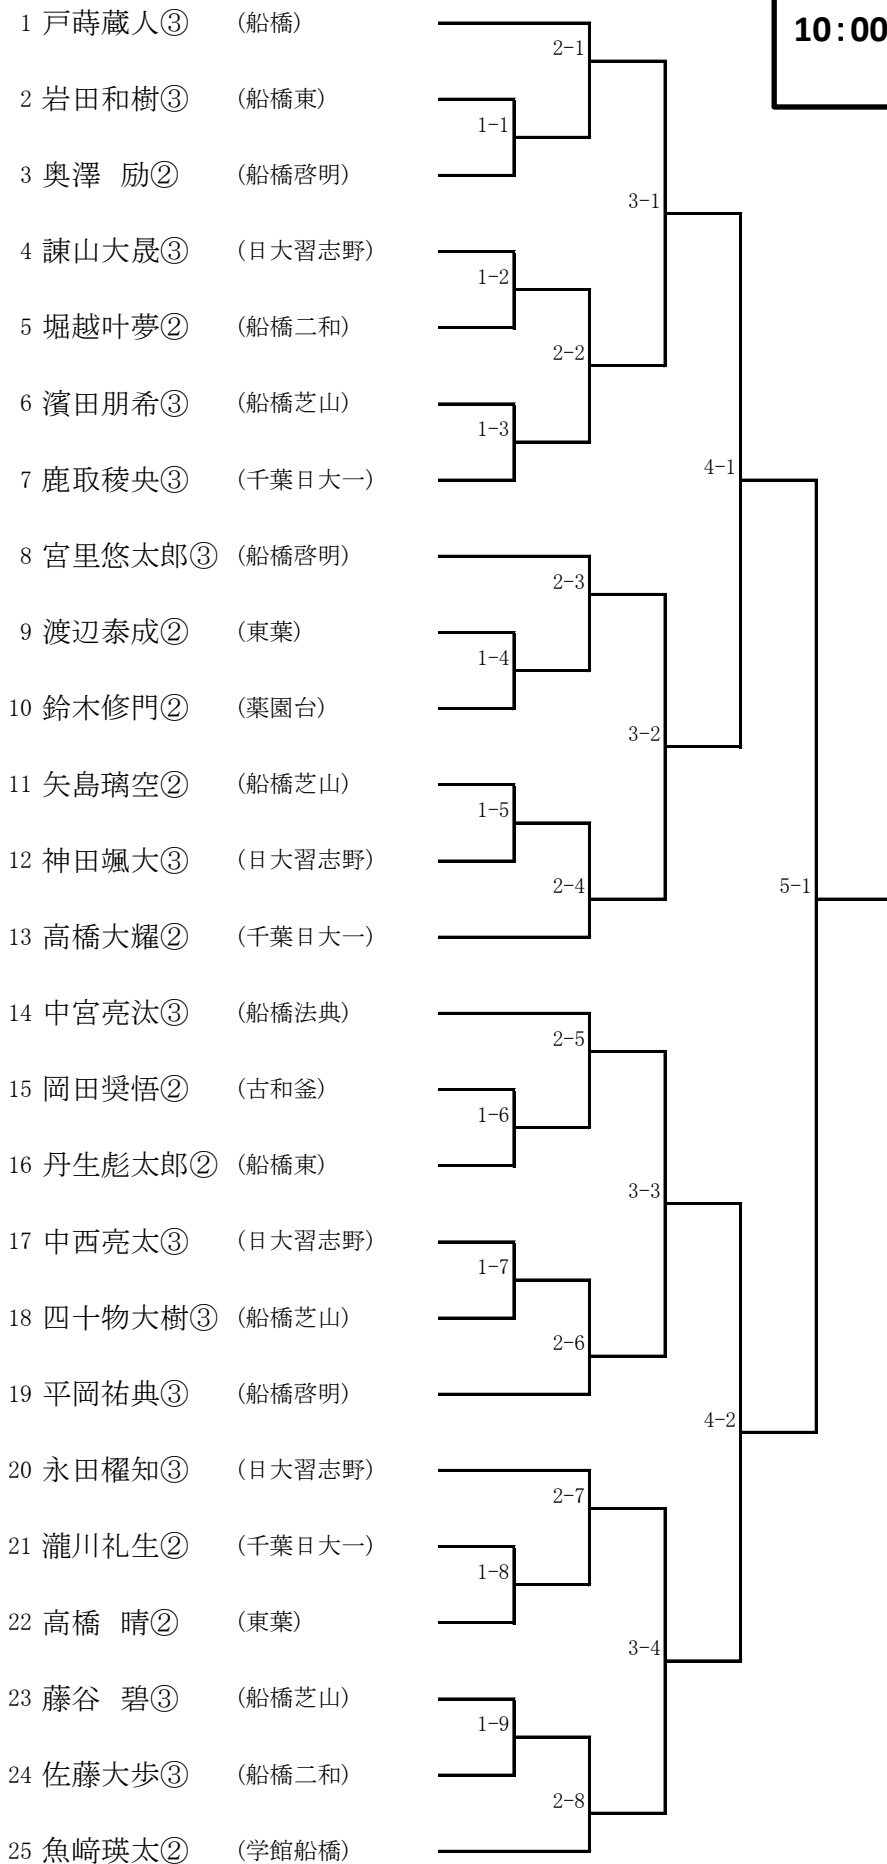 10:00
1 戸蒔蔵人③ (船橋)
2-1
2 岩田和樹③ (船橋東)
1-1
3 奥澤 励② (船橋啓明)
3-1
4 諌山大晟③ (日大習志野)
1-2
5 堀越叶夢② (船橋二和)
2-2
6 濱田朋希③ (船橋芝山)
1-3
7 鹿取稜央③ (千葉日大一)
4-1
8 宮里悠太郎③ (船橋啓明)
2-3
9 渡辺泰成② (東葉)
1-4
10 鈴木修門② (薬園台)
3-2
11 矢島璃空② (船橋芝山)
1-5
12 神田颯大③ (日大習志野)
2-4
5-1
13 高橋大耀② (千葉日大一)
14 中宮亮汰③ (船橋法典)
2-5
15 岡田奨悟② (古和釜)
1-6
16 丹生彪太郎② (船橋東)
3-3
17 中西亮太③ (日大習志野)
1-7
18 四十物大樹③ (船橋芝山)
2-6
19 平岡祐典③ (船橋啓明)
4-2
20 永田櫂知③ (日大習志野)
2-7
21 瀧川礼生② (千葉日大一)
1-8
22 高橋 晴② (東葉)
3-4
23 藤谷 碧③ (船橋芝山)
1-9
24 佐藤大歩③ (船橋二和)
2-8
25 魚﨑瑛太② (学館船橋)